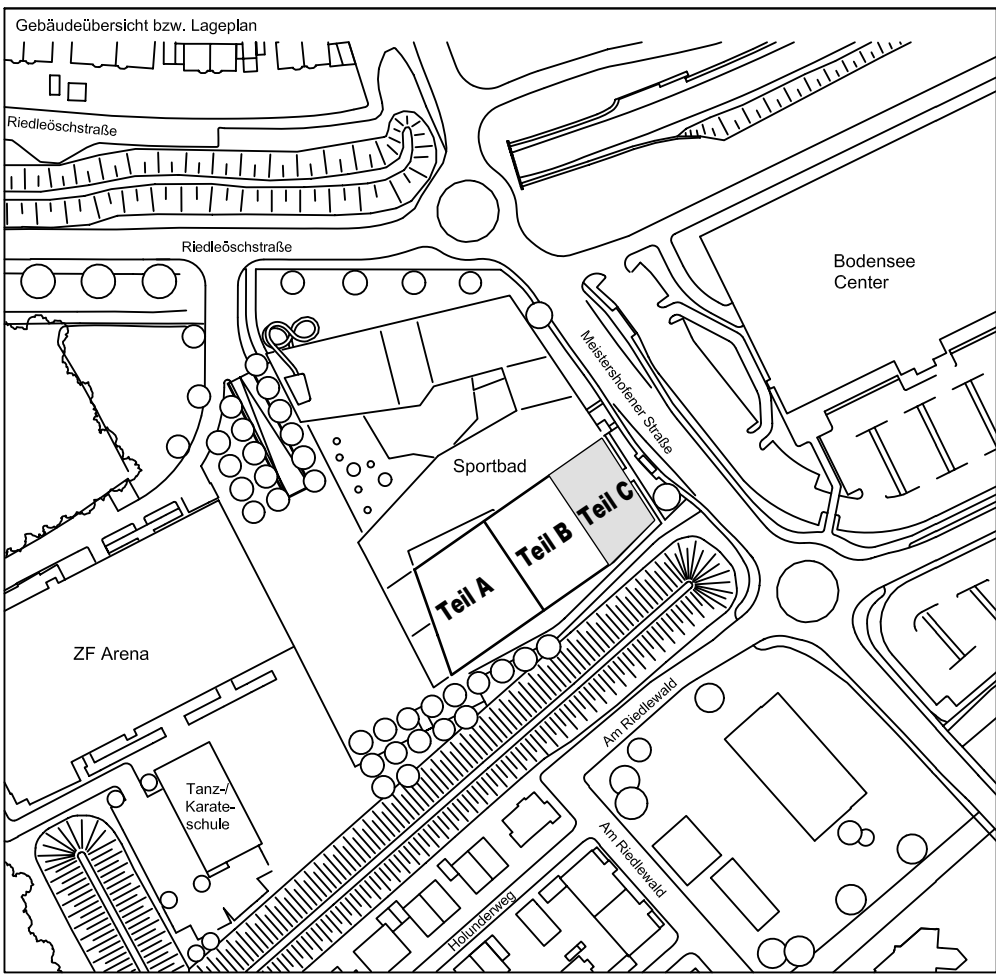 Gebäudeübersicht bzw. Lageplan
Riedleöschstraße
Riedleöschstraße
Bodensee
Center
Meistershofener Straße
Sportbad
Teil C
Teil B
Teil A
ZF Arena
Am Riedlewald
Tanz-/
Karate-
schule
Am Riedlewald
Holunderweg